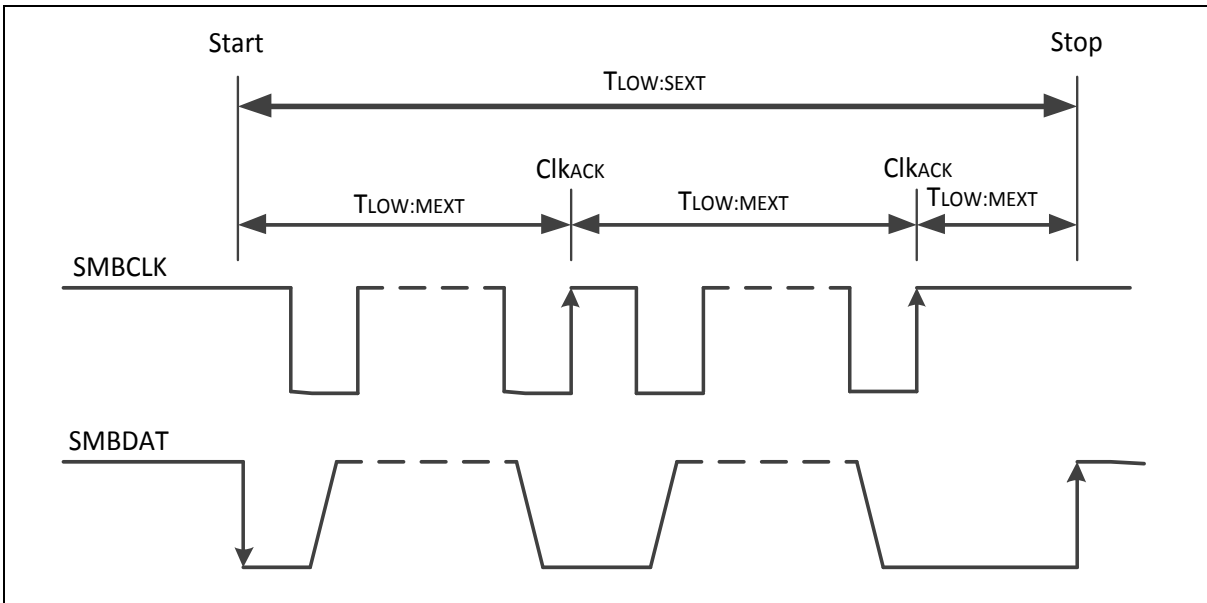 Start
Stop
TLOW:SEXT
ClkACK
ClkACK
TLOW:MEXT
TLOW:MEXT
TLOW:MEXT
SMBCLK
SMBDAT